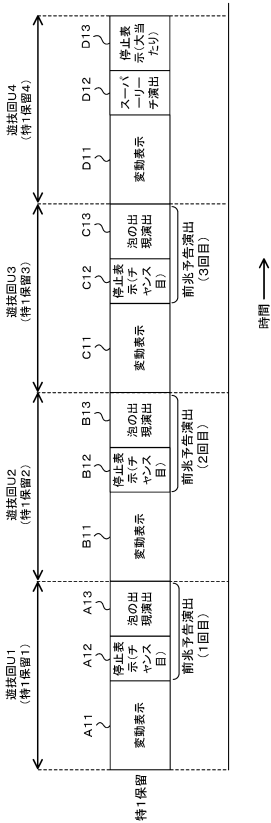 遊技回U1
(特1保留1)
遊技回U2
(特1保留2)
遊技回U3
(特1保留3)
遊技回U4
(特1保留4)
A11
A12
A13
B11
B12
B13
C11
C12
C13
D11
D12
D13
特1保留
変動表示
停止表
示(チ
ャンス
目)
泡の出
現演出
変動表示
停止表
示(チ
ャンス
目)
泡の出
現演出
変動表示
停止表
示(チ
ャンス
目)
泡の出
現演出
変動表示
スーパ
ーリー
チ演出
停止表
示(大当
たり)
前兆予告演出
(1回目)
前兆予告演出
(2回目)
前兆予告演出
(3回目)
時間